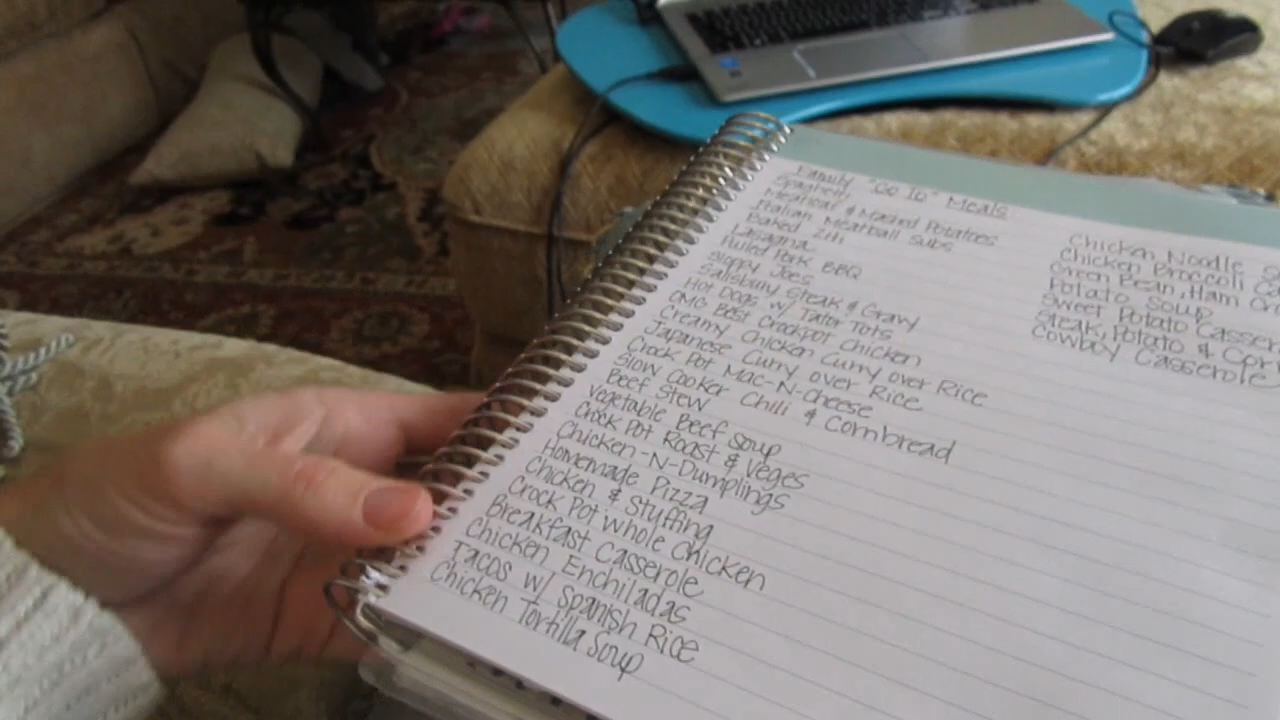 Family "Go To" Meals
Spaghetti
Meatloaf & Mashed Potatoes
Italian Meatball Subs
Baked Ziti
Lasagna
Pulled Pork BBQ
Sloppy Joes
Salisbury Steak & Gravy
Hot Dogs w/ Tator Tots
OMG Best Crockpot Chicken
Creamy Chicken Curry over Rice
Japanese Curry over Rice
Crock Pot Mac-N-Cheese
Slow Cooker Chili & Cornbread
Beef Stew
Vegetable Beef Soup
Crock Pot Roast & Veges
Chicken-N-Dumplings
Homemade Pizza
Chicken & Stuffing
Crock Pot Whole Chicken
Breakfast Casserole
Chicken Enchiladas
Tacos w/ Spanish Rice
Chicken Tortilla Soup
Chicken Noodle
Chicken Broccoli
Green Bean, Ham
Potato Soup
Sweet Potato Casser
Steak, Potato & Cor
Cowboy Casserole